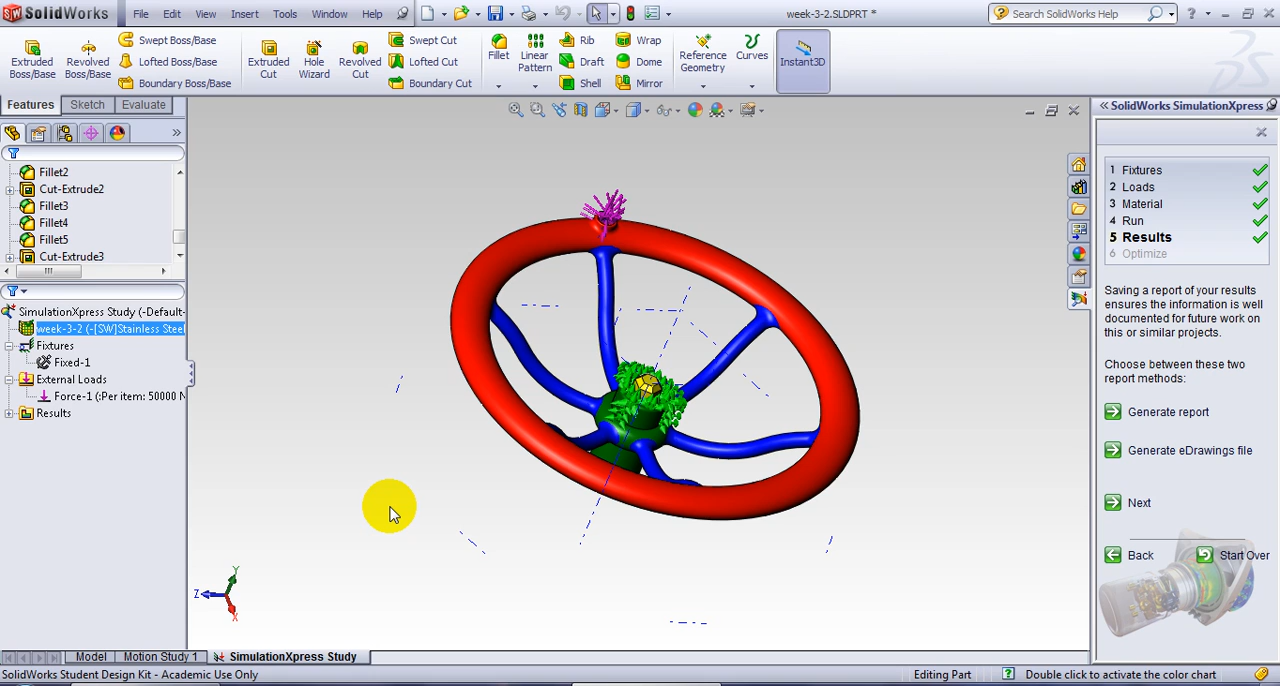 SolidWorks File Edit View Insert Tools Window Help week-3-2.SLDPRT * Search SolidWorks Help
Extruded Boss/Base
Revolved Boss/Base
Swept Boss/Base
Lofted Boss/Base
Boundary Boss/Base
Extruded Cut
Hole Wizard
Revolved Cut
Swept Cut
Lofted Cut
Boundary Cut
Fillet
Linear Pattern
Rib
Draft
Shell
Wrap
Dome
Mirror
Reference Geometry
Curves
Instant3D
Features Sketch Evaluate
Fillet2
Cut-Extrude2
Fillet3
Fillet4
Fillet5
Cut-Extrude3
SimulationXpress Study (-Default-
week-3-2 (-[SW]Stainless Steel
Fixtures
Fixed-1
External Loads
Force-1 (:Per item: 50000 N
Results
Y
Z
X
SolidWorks SimulationXpress
1 Fixtures
2 Loads
3 Material
4 Run
5 Results
6 Optimize
Saving a report of your results
ensures the information is well
documented for future work on
this or similar projects.
Choose between these two
report methods:
Generate report
Generate eDrawings file
Next
Back Start Over
Model Motion Study 1 SimulationXpress Study
SolidWorks Student Design Kit - Academic Use Only Editing Part Double click to activate the color chart